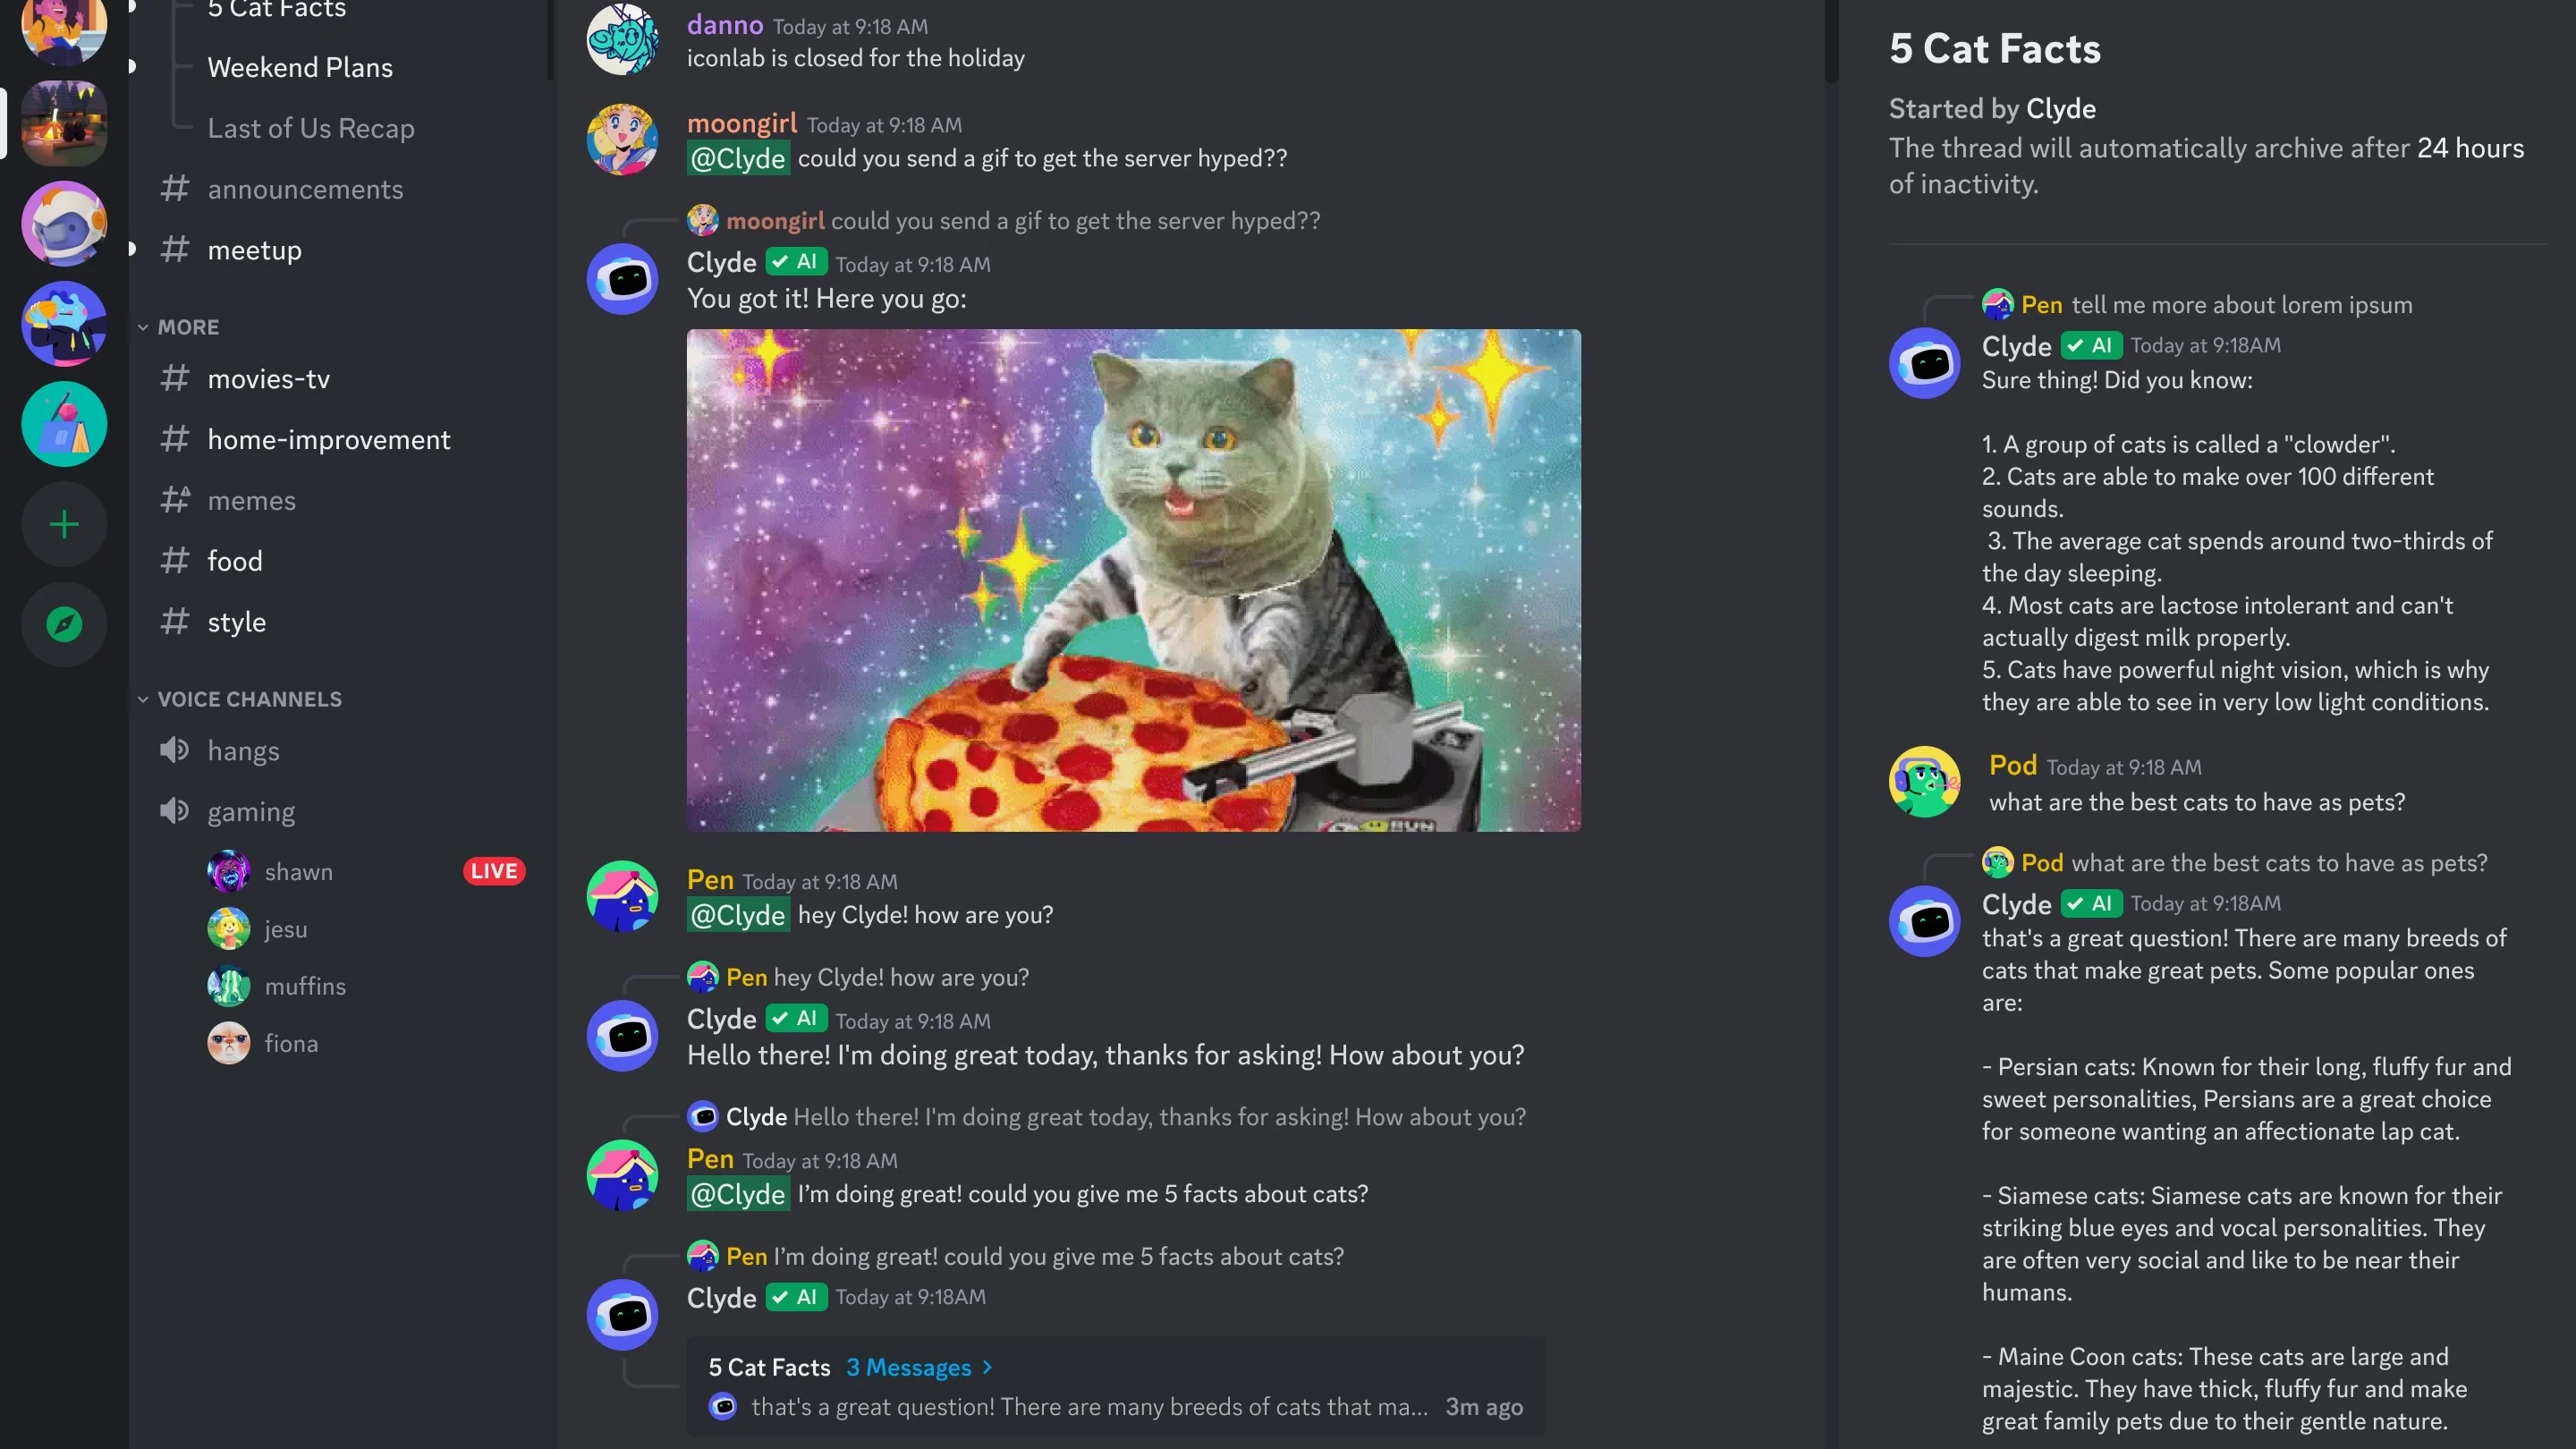 5 Cat Facts
Weekend Plans
Last of Us Recap
announcements
meetup
MORE
movies-tv
home-improvement
memes
food
style
VOICE CHANNELS
hangs
gaming
shawn LIVE
jesu
muffins
fiona
danno Today at 9:18 AM
iconlab is closed for the holiday
moongirl Today at 9:18 AM
@Clyde could you send a gif to get the server hyped??
moongirl could you send a gif to get the server hyped??
Clyde AI Today at 9:18 AM
You got it! Here you go:
Pen Today at 9:18 AM
@Clyde hey Clyde! how are you?
Pen hey Clyde! how are you?
Clyde AI Today at 9:18 AM
Hello there! I'm doing great today, thanks for asking! How about you?
Clyde Hello there! I'm doing great today, thanks for asking! How about you?
Pen Today at 9:18 AM
@Clyde I’m doing great! could you give me 5 facts about cats?
Pen I’m doing great! could you give me 5 facts about cats?
Clyde AI Today at 9:18AM
5 Cat Facts 3 Messages
that's a great question! There are many breeds of cats that ma... 3m ago
5 Cat Facts
Started by Clyde
The thread will automatically archive after 24 hours
of inactivity.
Pen tell me more about lorem ipsum
Clyde AI Today at 9:18AM
Sure thing! Did you know:
1. A group of cats is called a "clowder".
2. Cats are able to make over 100 different
sounds.
3. The average cat spends around two-thirds of
the day sleeping.
4. Most cats are lactose intolerant and can't
actually digest milk properly.
5. Cats have powerful night vision, which is why
they are able to see in very low light conditions.
Pod Today at 9:18 AM
what are the best cats to have as pets?
Pod what are the best cats to have as pets?
Clyde AI Today at 9:18AM
that's a great question! There are many breeds of
cats that make great pets. Some popular ones
are:
- Persian cats: Known for their long, fluffy fur and
sweet personalities, Persians are a great choice
for someone wanting an affectionate lap cat.
- Siamese cats: Siamese cats are known for their
striking blue eyes and vocal personalities. They
are often very social and like to be near their
humans.
- Maine Coon cats: These cats are large and
majestic. They have thick, fluffy fur and make
great family pets due to their gentle nature.